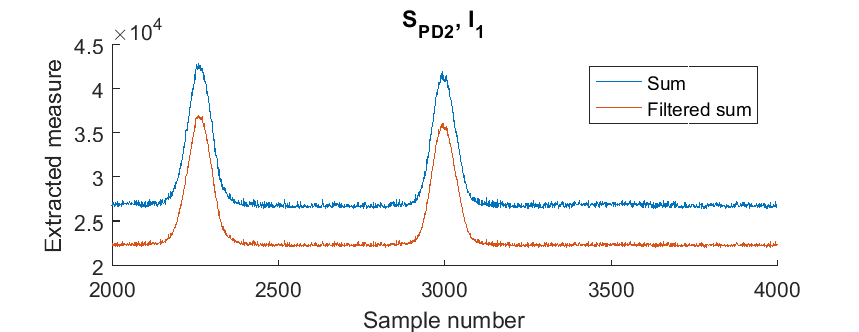 S_PD2, I_1
×10^4
4.5
4
3.5
3
2.5
2
Extracted measure
Sum
Filtered sum
2000 2500 3000 3500 4000
Sample number